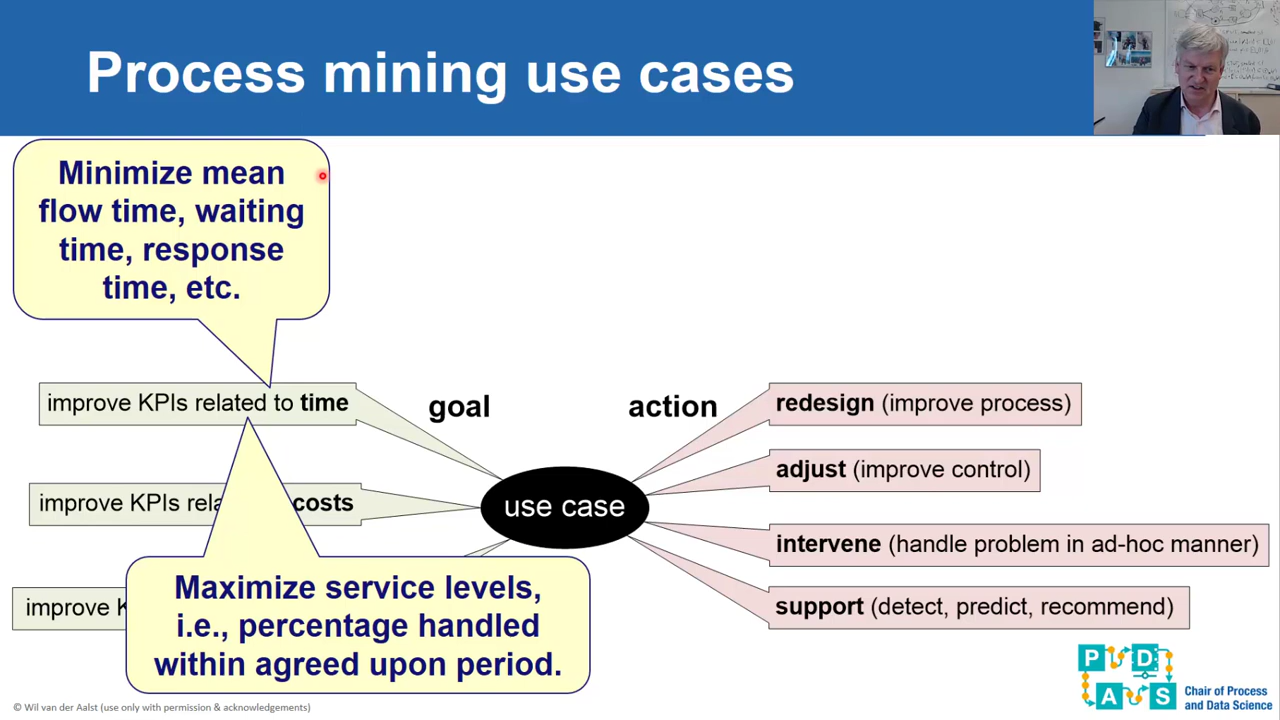 Process mining use cases
Minimize mean
flow time, waiting
time, response
time, etc.
improve KPIs related to time
goal
action
redesign (improve process)
adjust (improve control)
improve KPIs rela
costs
use case
intervene (handle problem in ad-hoc manner)
improve K
Maximize service levels,
i.e., percentage handled
within agreed upon period.
support (detect, predict, recommend)
P D
A S
Chair of Process
and Data Science
© Wil van der Aalst (use only with permission & acknowledgements)